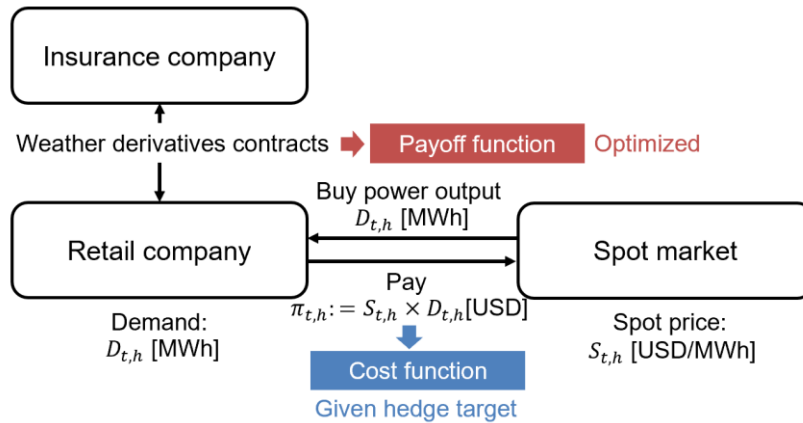 Insurance company
Weather derivatives contracts
Payoff function
Optimized
Buy power output
D_{t,h} [MWh]
Retail company
Spot market
Pay
π_{t,h}:= S_{t,h} × D_{t,h}[USD]
Demand:
D_{t,h} [MWh]
Spot price:
S_{t,h} [USD/MWh]
Cost function
Given hedge target